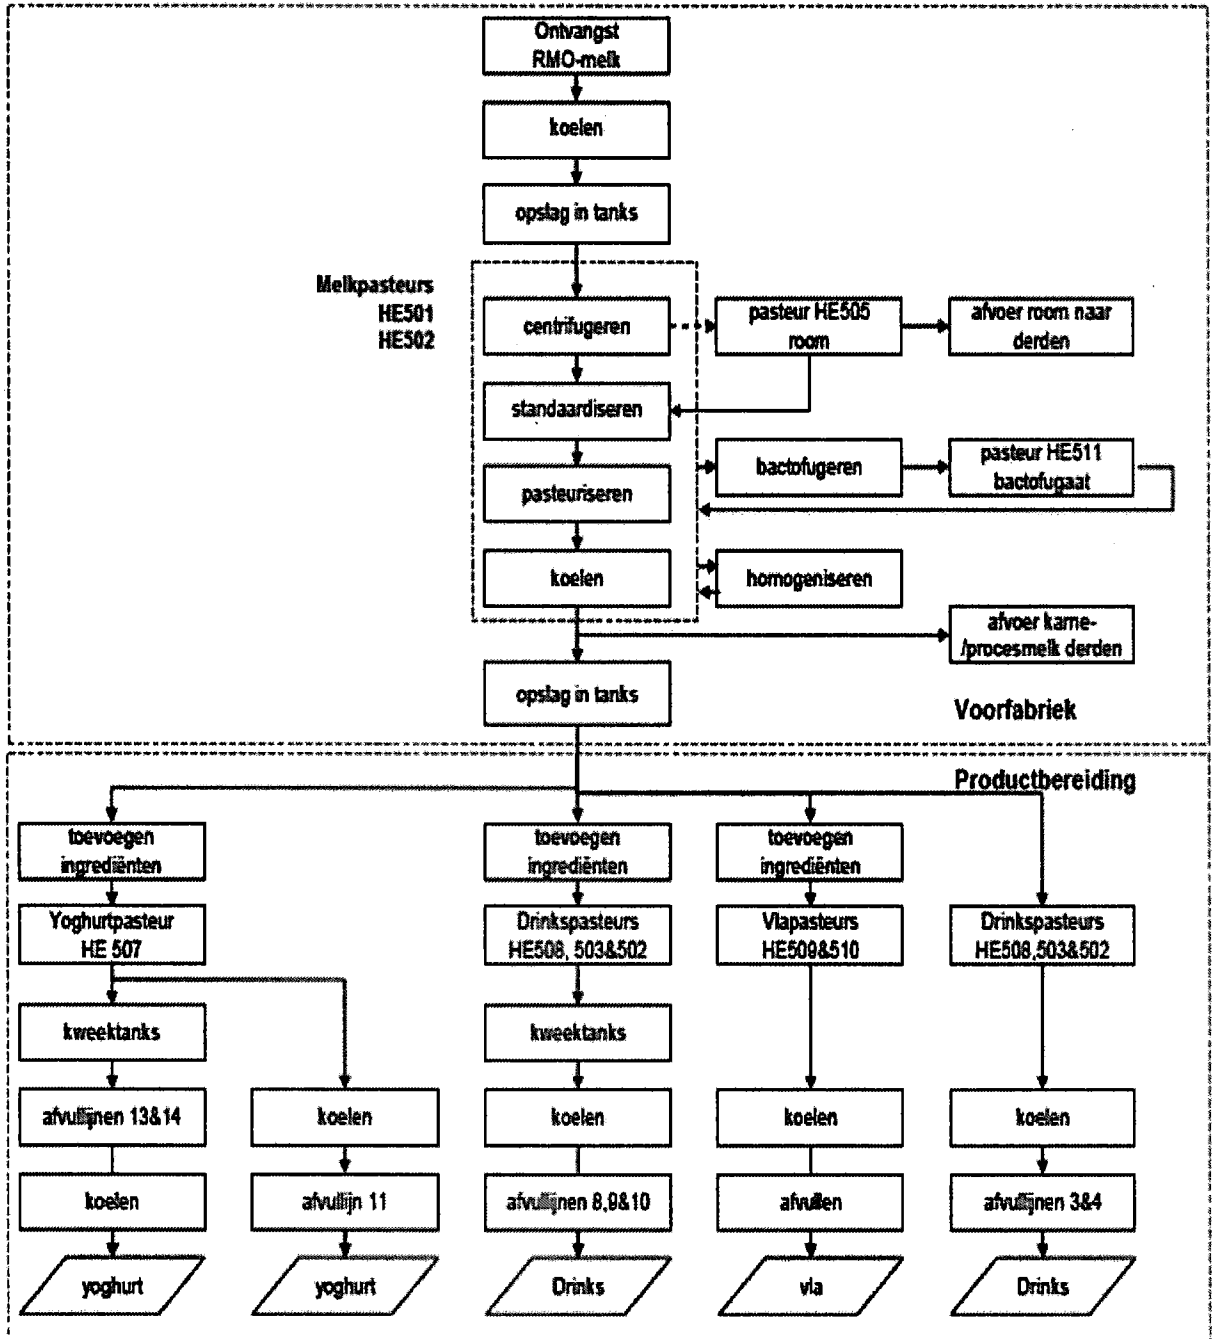 Ontvangst
RMO-melk
koelen
opslag in tanks
Melkpasteurs
HE501
HE502
centrifugeren
pasteur HE505
room
afvoer room naar
derden
standaardiseren
bactofugeren
pasteur HE511
bactofugaat
pasteuriseren
koelen
homogeniseren
afvoer karne-
/procesmelk derden
opslag in tanks
Voorfabriek
Productbereiding
toevoegen
ingrediënten
toevoegen
ingrediënten
toevoegen
ingrediënten
Yoghurtpasteur
HE 507
Drinkspasteurs
HE508, 503&502
Vlapasteurs
HE509&510
Drinkspasteurs
HE508,503&502
kweektanks
kweektanks
afvullijnen 13&14
koelen
koelen
koelen
koelen
koelen
afvullijn 11
afvullijnen 8,9&10
afvullen
afvullijnen 3&4
yoghurt
yoghurt
Drinks
vla
Drinks